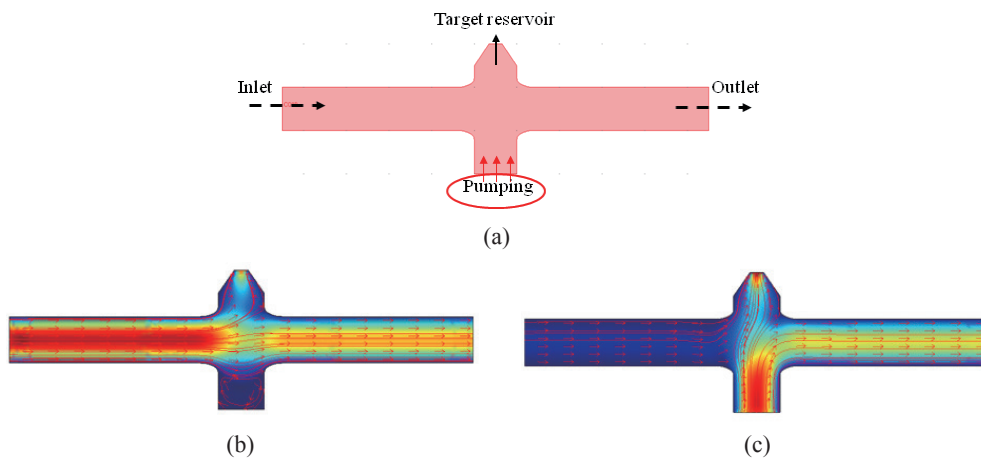 Target reservoir
Inlet
Outlet
Pumping
(a)
(b)
(c)